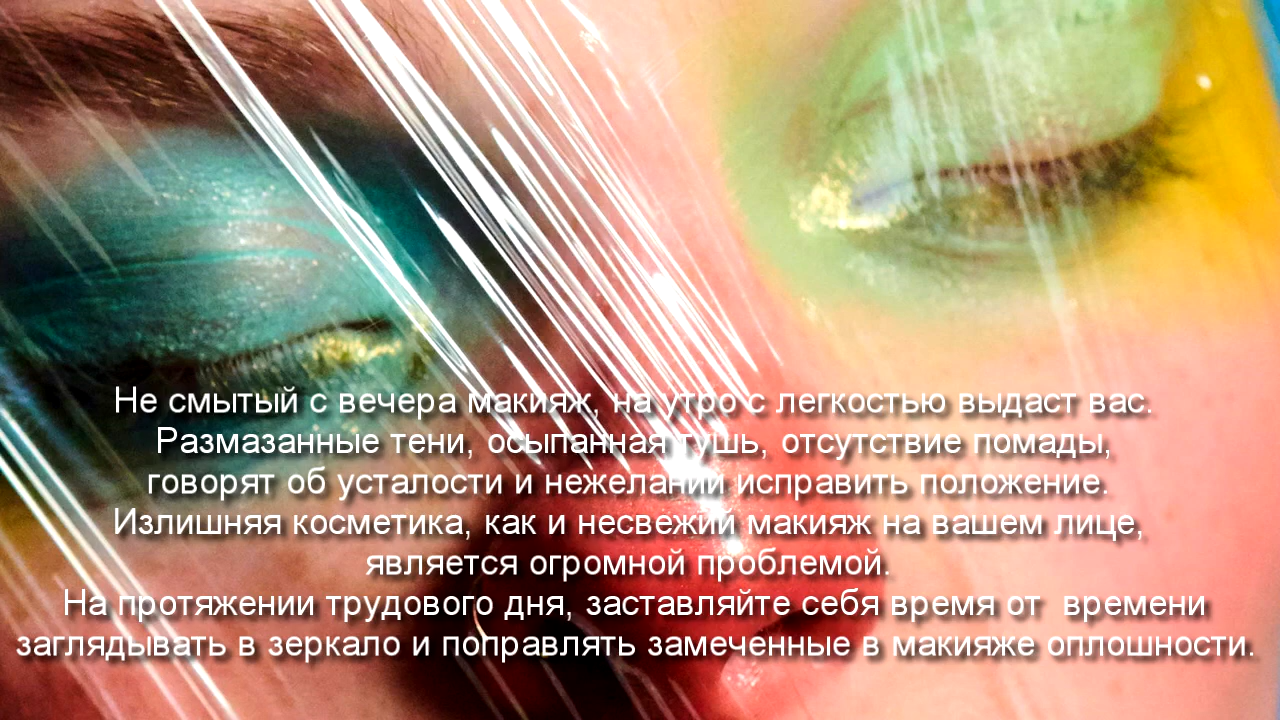 Не смытый с вечера макияж, на утро с легкостью выдаст вас.
Размазанные тени, осыпанная тушь, отсутствие помады,
говорят об усталости и нежелании исправить положение.
Излишняя косметика, как и несвежий макияж на вашем лице,
является огромной проблемой.
На протяжении трудового дня, заставляйте себя время от  времени
заглядывать в зеркало и поправлять замеченные в макияже оплошности.